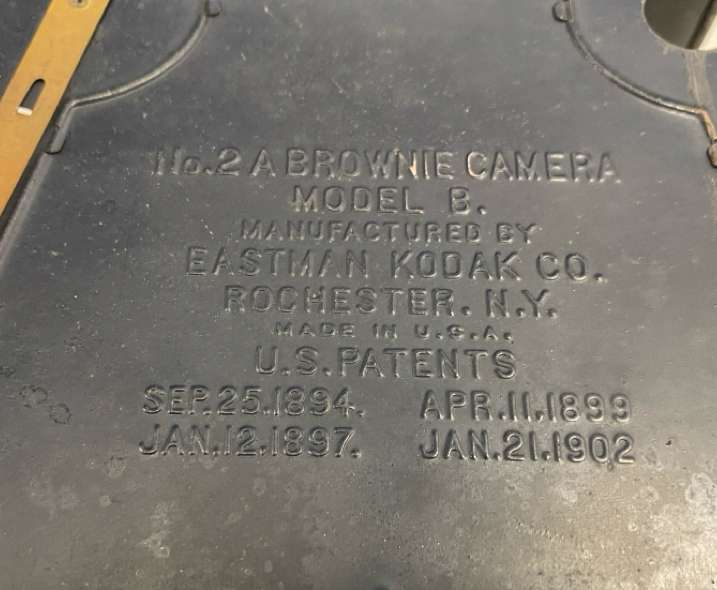 No.2 A BROWNIE CAMERA
MODEL B.
MANUFACTURED BY
EASTMAN KODAK CO.
ROCHESTER. N.Y.
MADE IN U.S.A.
U.S. PATENTS
SEP.25.1894. APR.11.1899
JAN.12.1897. JAN.21.1902